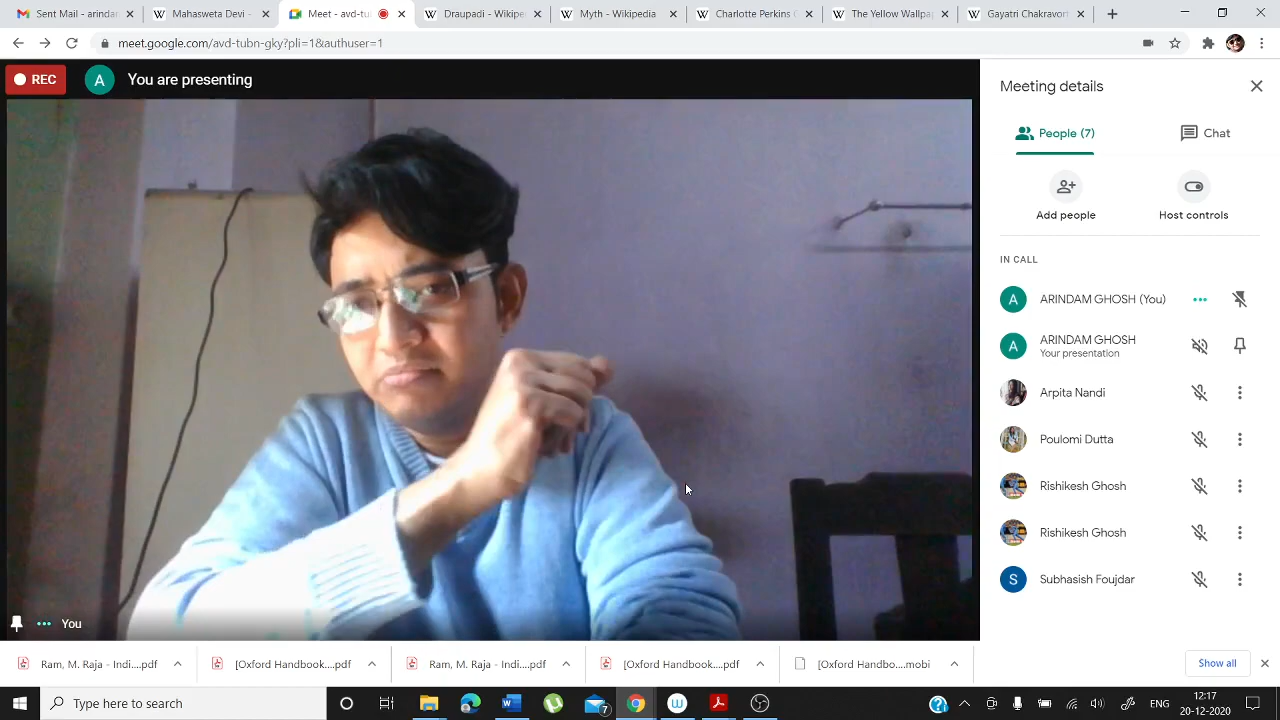 Sent Mail - arindar
Mahasweta Devi -
Meet - avd-tu
Draupadi - Wikipe
Myth - Wikipedia
Charlotte Perkins G
The Yellow Wallpa
Gayatri Chakravort
meet.google.com/avd-tubn-gky?pli=1&authuser=1
REC
A
You are presenting
Meeting details
People (7)
Chat
Add people
Host controls
IN CALL
A ARINDAM GHOSH (You)
A ARINDAM GHOSH
Your presentation
Arpita Nandi
Poulomi Dutta
Rishikesh Ghosh
Rishikesh Ghosh
S Subhasish Foujdar
You
Ram, M. Raja - Indi....pdf
[Oxford Handbook....pdf
Ram, M. Raja - Indi....pdf
[Oxford Handbook....pdf
[Oxford Handbo....mobi
Show all
Type here to search
7
ENG
12:17
20-12-2020